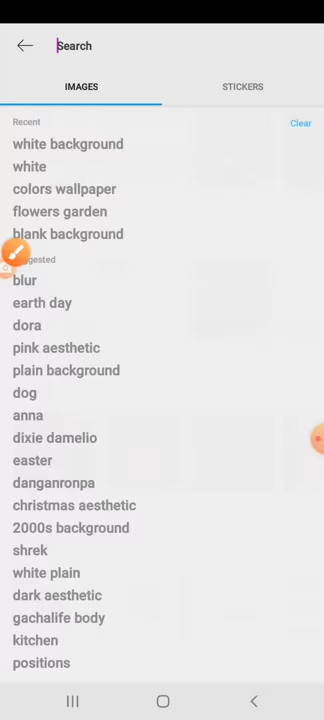 Search
IMAGES
STICKERS
Recent
Clear
white background
white
colors wallpaper
flowers garden
blank background
gested
blur
earth day
dora
pink aesthetic
plain background
dog
anna
dixie damelio
easter
danganronpa
christmas aesthetic
2000s background
shrek
white plain
dark aesthetic
gachalife body
kitchen
positions